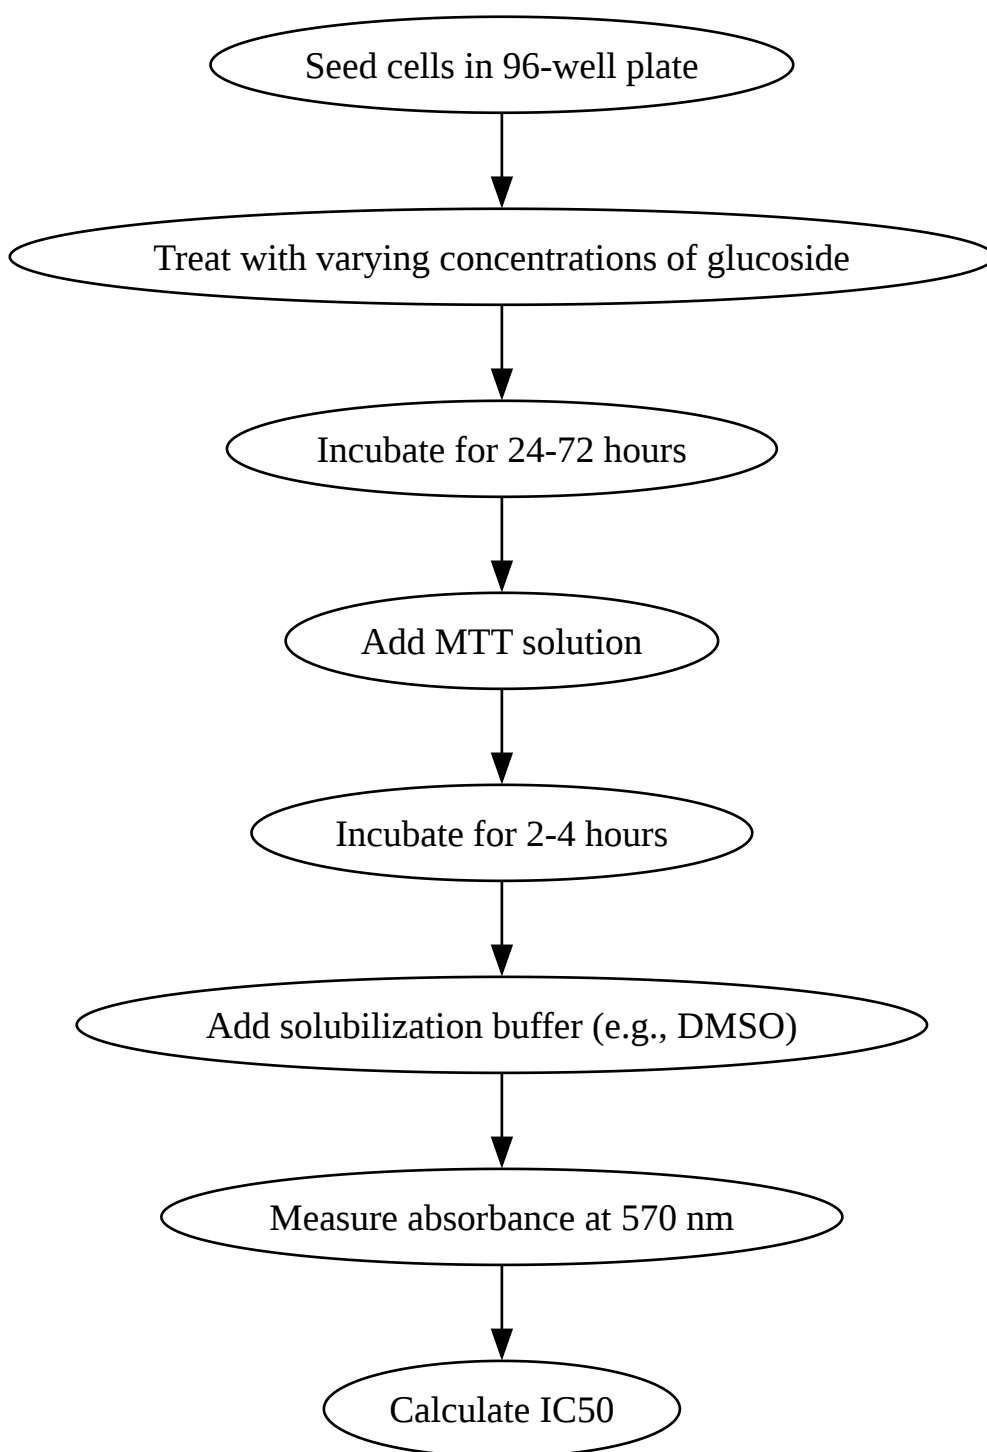 Seed cells in 96-well plate
Treat with varying concentrations of glucoside
Incubate for 24-72 hours
Add MTT solution
Incubate for 2-4 hours
Add solubilization buffer (e.g., DMSO)
Measure absorbance at 570 nm
Calculate IC50